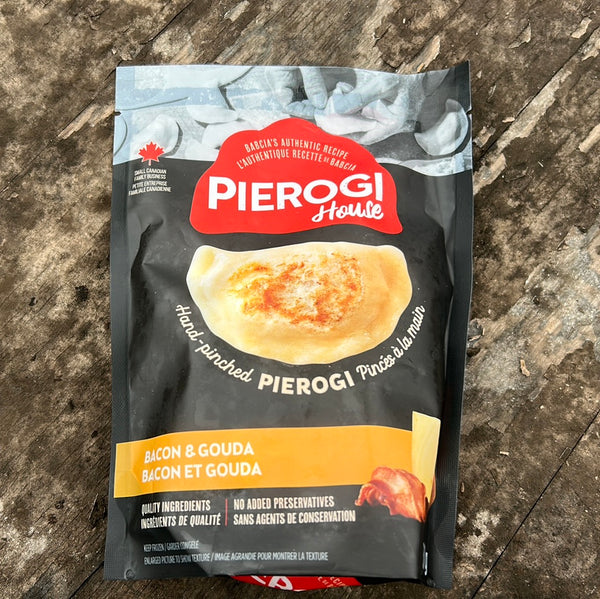 BABCIA'S AUTHENTIC RECIPE
L'AUTHENTIQUE RECETTE DE BABCIA
PIEROGI
House
SMALL CANADIAN
FAMILY BUSINESS
PETITE ENTREPRISE
FAMILIALE CANADIENNE
Hand-pinched PIEROGI Pincés à la main
BACON & GOUDA
BACON ET GOUDA
QUALITY INGREDIENTS
INGRÉDIENTS DE QUALITÉ
NO ADDED PRESERVATIVES
SANS AGENTS DE CONSERVATION
KEEP FROZEN / GARDER CONGELÉ
ENLARGED PICTURE TO SHOW TEXTURE / IMAGE AGRANDIE POUR MONTRER LA TEXTURE